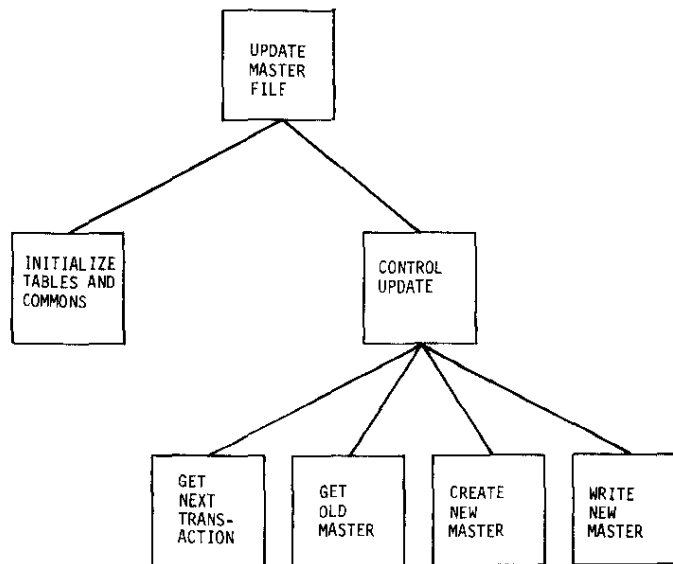 UPDATE
MASTER
FILE
INITIALIZE
TABLES AND
COMMONS
CONTROL
UPDATE
GET
NEXT
TRANS-
ACTION
GET
OLD
MASTER
CREATE
NEW
MASTER
WRITE
NEW
MASTER